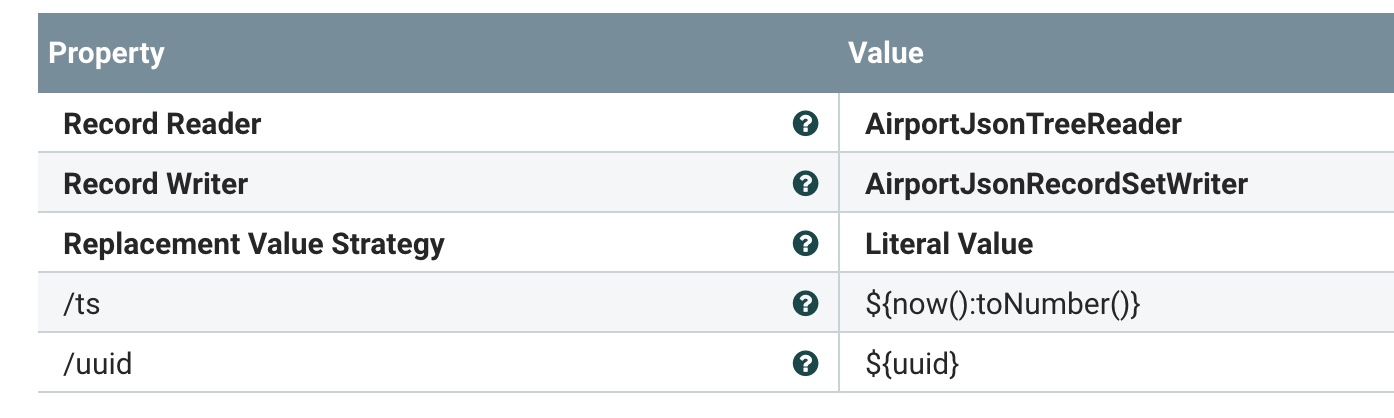 Property Value
Record Reader ? AirportJsonTreeReader
Record Writer ? AirportJsonRecordSetWriter
Replacement Value Strategy ? Literal Value
/ts ? ${now():toNumber()}
/uuid ? ${uuid}